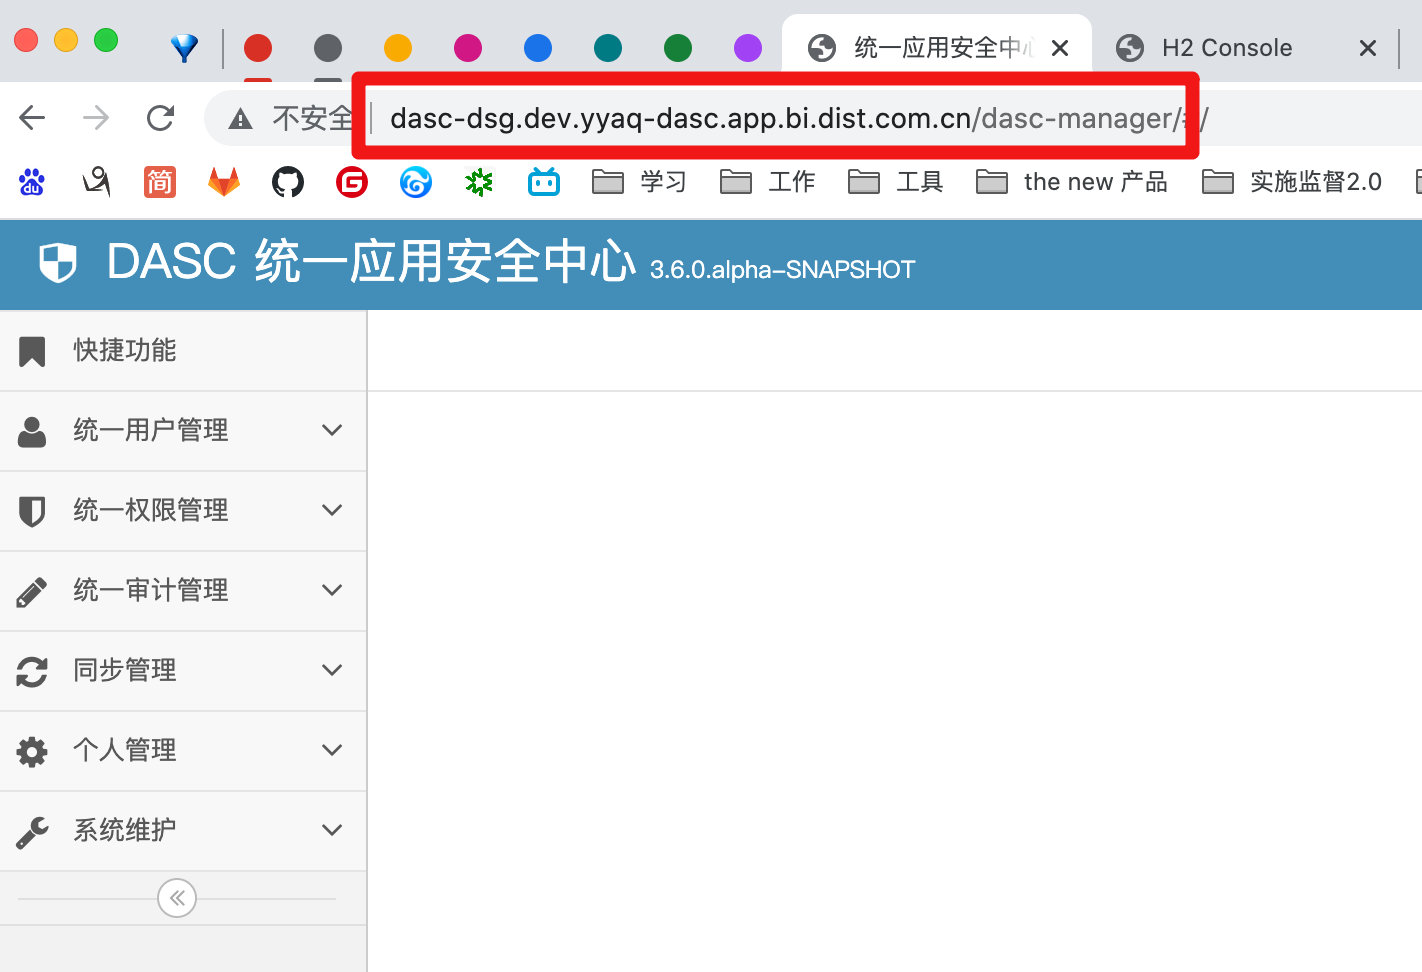 统一应用安全中心
H2 Console
不安全
dasc-dsg.dev.yyaq-dasc.app.bi.dist.com.cn/dasc-manager/#/
du
简
G
学习
工作
工具
the new 产品
实施监督2.0
DASC 统一应用安全中心 3.6.0.alpha-SNAPSHOT
快捷功能
统一用户管理
统一权限管理
统一审计管理
同步管理
个人管理
系统维护